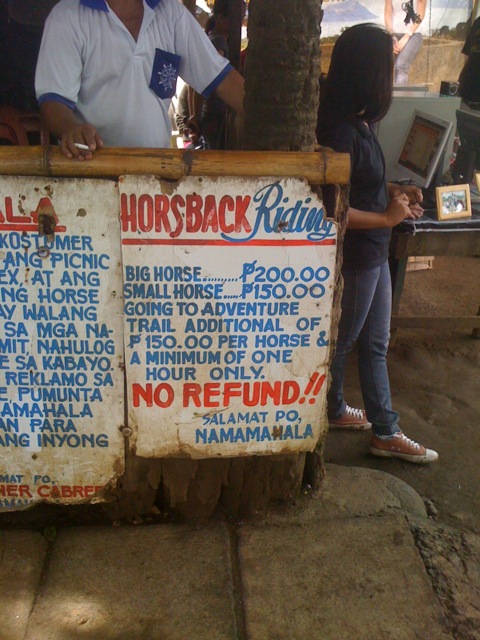 LA
KOSTUMER
ANG PICNIC
EX, AT ANG
NG HORSE
AY WALANG
SA MGA NA-
MIT NAHULOG
E SA KABAYO.
REKLAMO SA
E, PUMUNTA
AMAHALA
AN PARA
ANG INYONG
MAT PO.
HORSBACK Riding
BIG HORSE.........₱200.00
SMALL HORSE.....₱150.00
GOING TO ADVENTURE
TRAIL ADDITIONAL OF
₱150.00 PER HORSE &
A MINIMUM OF ONE
HOUR ONLY.
NO REFUND!!
SALAMAT PO,
NAMAMAHALA